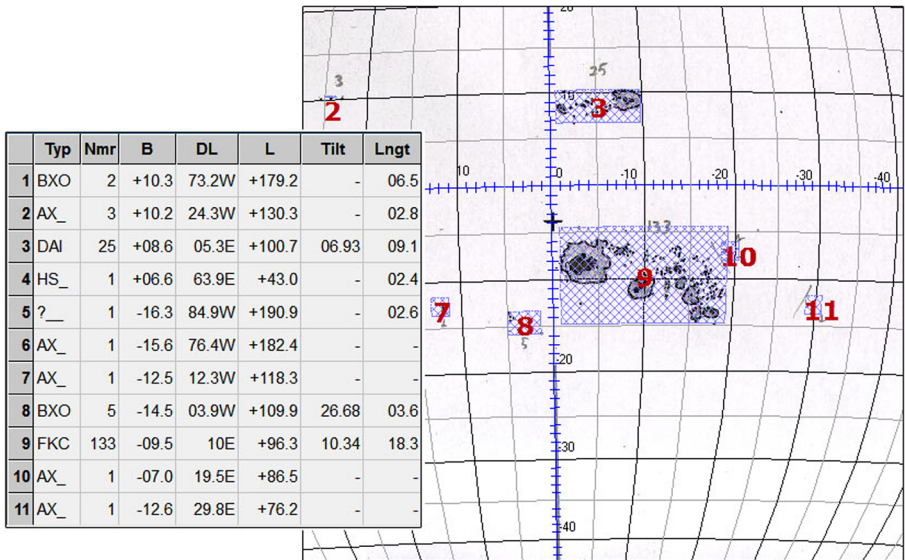 Typ Nmr B DL L Tilt Lngt
1 BXO 2 +10.3 73.2W +179.2 - 06.5
2 AX_ 3 +10.2 24.3W +130.3 - 02.8
3 DAI 25 +08.6 05.3E +100.7 06.93 09.1
4 HS_ 1 +06.6 63.9E +43.0 - 02.4
5 ?__ 1 -16.3 84.9W +190.9 - 02.6
6 AX_ 1 -15.6 76.4W +182.4 - -
7 AX_ 1 -12.5 12.3W +118.3 - -
8 BXO 5 -14.5 03.9W +109.9 26.68 03.6
9 FKC 133 -09.5 10E +96.3 10.34 18.3
10 AX_ 1 -07.0 19.5E +86.5 - -
11 AX_ 1 -12.6 29.8E +76.2 - -
20
3
25
2
3
10
10 00 -10 -20 -30 -40
133
10
9
7
8
11
5
-20
-30
-40